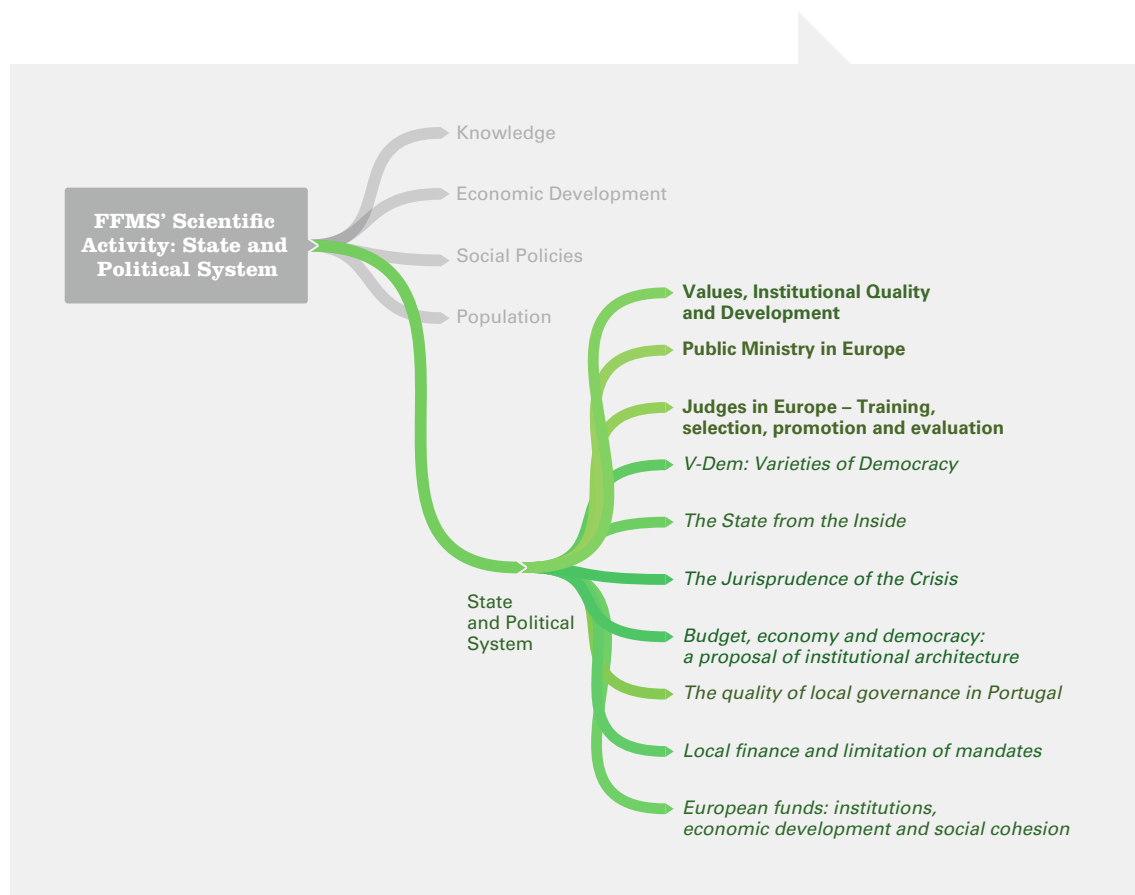 FFMS’ Scientific
Activity: State and
Political System
Knowledge
Economic Development
Social Policies
Population
State
and Political
System
Values, Institutional Quality
and Development
Public Ministry in Europe
Judges in Europe – Training,
selection, promotion and evaluation
V-Dem: Varieties of Democracy
The State from the Inside
The Jurisprudence of the Crisis
Budget, economy and democracy:
a proposal of institutional architecture
The quality of local governance in Portugal
Local finance and limitation of mandates
European funds: institutions,
economic development and social cohesion